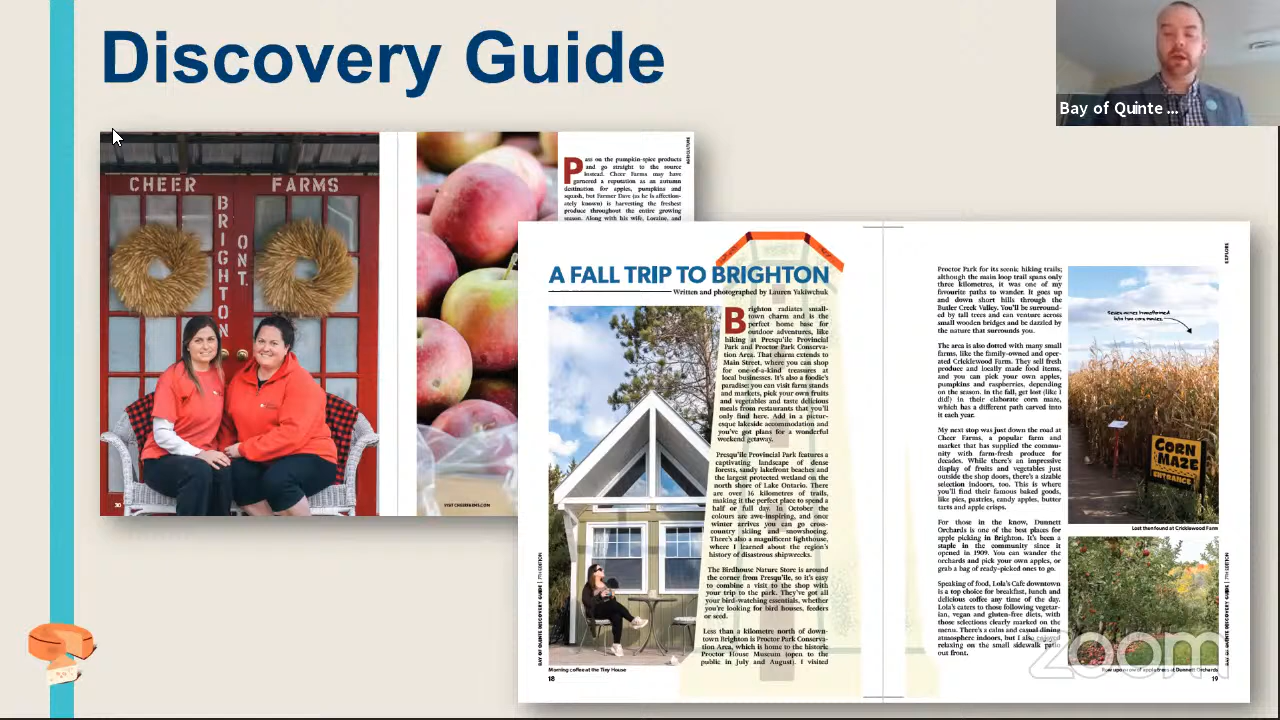 Discovery Guide
Bay of Quinte ...
CHEER FARMS
BRIGHTON
ONT.
AGRICULTURE
Pass on the pumpkin-spice products
and go straight to the source
instead. Cheer Farms may have
garnered a reputation as an autumn
destination for apples, pumpkins and
squash, but Farmer Dave (as he is affection-
ately known) is harvesting the freshest
produce throughout the entire growing
season. Along with his wife, Loraine, and
30
VISIT CHEERFARMS.COM
A FALL TRIP TO BRIGHTON
Written and photographed by Lauren Yakiwchuk
Brighton radiates small-
town charm and is the
perfect home base for
outdoor adventures, like
hiking at Presqu'ile Provincial
Park and Proctor Park Conserva-
tion Area. That charm extends to
Main Street, where you can shop
for one-of-a-kind treasures at
local businesses. It's also a foodie's
paradise: you can visit farm stands
and markets, pick your own fruits
and vegetables and taste delicious
meals from restaurants that you'll
only find here. Add in a pictur-
esque lakeside accommodation and
you've got plans for a wonderful
weekend getaway.
Presqu'ile Provincial Park features a
captivating landscape of dense
forests, sandy lakefront beaches and
the largest protected wetland on the
north shore of Lake Ontario. There
are over 16 kilometres of trails,
making it the perfect place to spend a
half or full day. In October the
colours are awe-inspiring, and once
winter arrives you can go cross-
country skiing and snowshoeing.
There's also a magnificent lighthouse,
where I learned about the region's
history of disastrous shipwrecks.
The Birdhouse Nature Store is around
the corner from Presqu'ile, so it's easy
to combine a visit to the shop with
your trip to the park. They've got all
your bird-watching essentials, whether
you're looking for bird houses, feeders
or seed.
Less than a kilometre north of down-
town Brighton is Proctor Park Conserva-
tion Area, which is home to the historic
Proctor House Museum (open to the
public in July and August). I visited
BAY OF QUINTE DISCOVERY GUIDE | 7TH EDITION
Morning coffee at the Tiny House
18
EXPLORE
Proctor Park for its scenic hiking trails;
although the main loop trail spans only
three kilometres, it was one of my
favourite paths to wander. It goes up
and down short hills through the
Butler Creek Valley. You'll be surround-
ed by tall trees and can venture across
small wooden bridges and be dazzled by
the nature that surrounds you.
The area is also dotted with many small
farms, like the family-owned and oper-
ated Cricklewood Farm. They sell fresh
produce and locally made food items,
and you can pick your own apples,
pumpkins and raspberries, depending
on the season. In the fall, get lost (like I
did!) in their elaborate corn maze,
which has a different path carved into
it each year.
My next stop was just down the road at
Cheer Farms, a popular farm and
market that has supplied the commu-
nity with farm-fresh produce for
decades. While there's an impressive
display of fruits and vegetables just
outside the shop doors, there's a sizable
selection indoors, too. This is where
you'll find their famous baked goods,
like pies, pastries, candy apples, butter
tarts and apple crisps.
For those in the know, Dunnett
Orchards is one of the best places for
apple picking in Brighton. It's been a
staple in the community since it
opened in 1909. You can wander the
orchards and pick your own apples, or
grab a bag of ready-picked ones to go.
Speaking of food, Lola's Cafe downtown
is a top choice for breakfast, lunch and
delicious coffee any time of the day.
Lola's caters to those following vegetar-
ian, vegan and gluten-free diets, with
those selections clearly marked on the
menu. There's a calm and casual dining
atmosphere indoors, but I also enjoyed
relaxing on the small sidewalk patio
out front.
CORN
MAZE
ENTRANCE
Lost then found at Cricklewood Farm
BAY OF QUINTE DISCOVERY GUIDE | 7TH EDITION
19
zoom